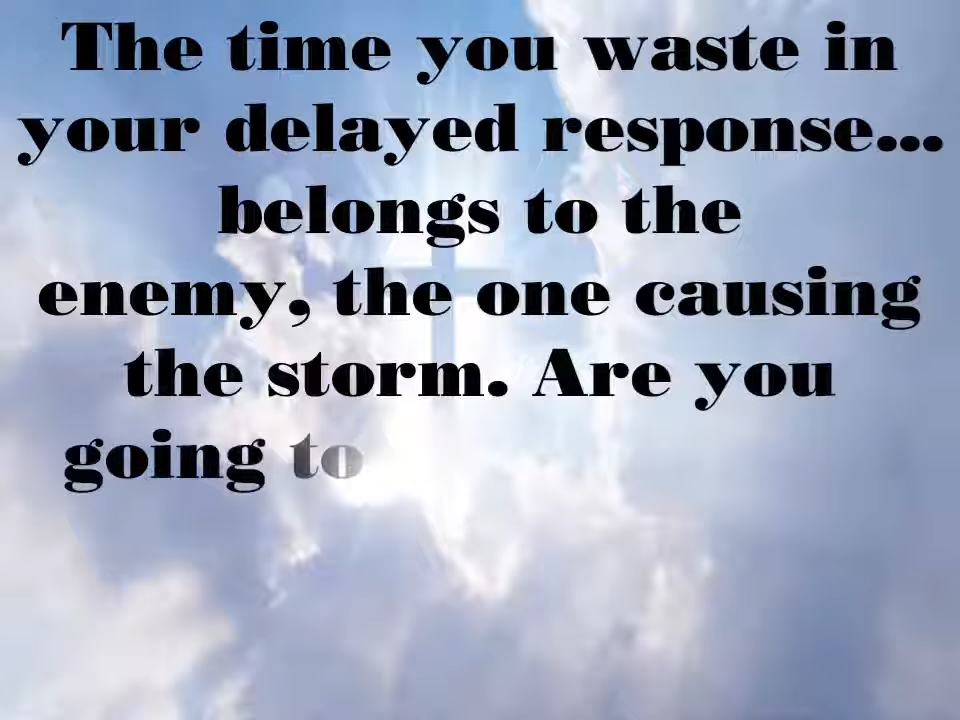 The time you waste in
your delayed response...
belongs to the
enemy, the one causing
the storm. Are you
going to